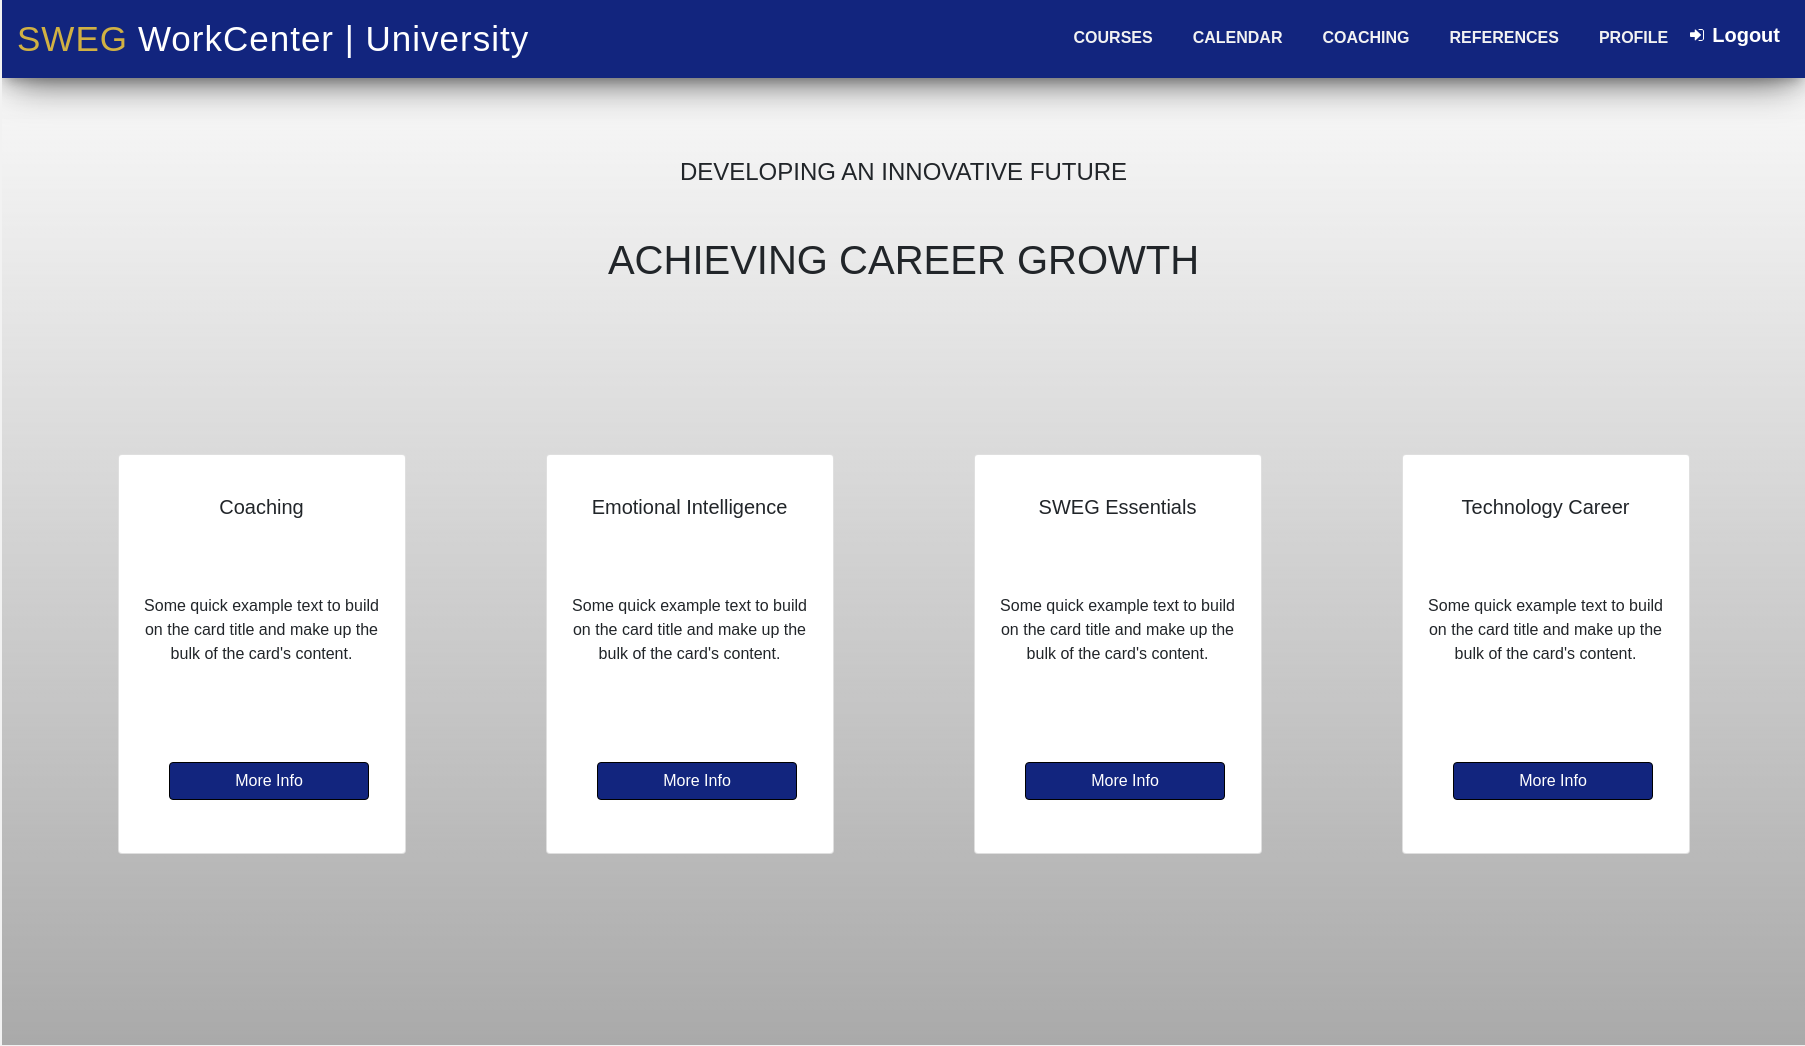 SWEG WorkCenter | University
COURSES CALENDAR COACHING REFERENCES PROFILE Logout
DEVELOPING AN INNOVATIVE FUTURE
ACHIEVING CAREER GROWTH
Coaching
Some quick example text to build
on the card title and make up the
bulk of the card's content.
More Info
Emotional Intelligence
Some quick example text to build
on the card title and make up the
bulk of the card's content.
More Info
SWEG Essentials
Some quick example text to build
on the card title and make up the
bulk of the card's content.
More Info
Technology Career
Some quick example text to build
on the card title and make up the
bulk of the card's content.
More Info